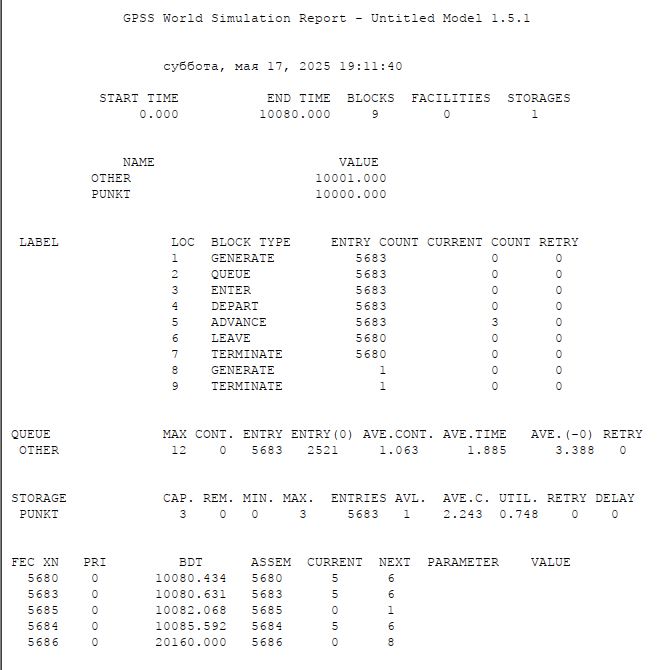 GPSS World Simulation Report - Untitled Model 1.5.1
суббота, мая 17, 2025 19:11:40
START TIME END TIME BLOCKS FACILITIES STORAGES
0.000 10080.000 9 0 1
NAME VALUE
OTHER 10001.000
PUNKT 10000.000
LABEL LOC BLOCK TYPE ENTRY COUNT CURRENT COUNT RETRY
1 GENERATE 5683 0 0
2 QUEUE 5683 0 0
3 ENTER 5683 0 0
4 DEPART 5683 0 0
5 ADVANCE 5683 3 0
6 LEAVE 5680 0 0
7 TERMINATE 5680 0 0
8 GENERATE 1 0 0
9 TERMINATE 1 0 0
QUEUE MAX CONT. ENTRY ENTRY(0) AVE.CONT. AVE.TIME AVE.(-0) RETRY
OTHER 12 0 5683 2521 1.063 1.885 3.388 0
STORAGE CAP. REM. MIN. MAX. ENTRIES AVL. AVE.C. UTIL. RETRY DELAY
PUNKT 3 0 0 3 5683 1 2.243 0.748 0 0
FEC XN PRI BDT ASSEM CURRENT NEXT PARAMETER VALUE
5680 0 10080.434 5680 5 6
5683 0 10080.631 5683 5 6
5685 0 10082.068 5685 0 1
5684 0 10085.592 5684 5 6
5686 0 20160.000 5686 0 8